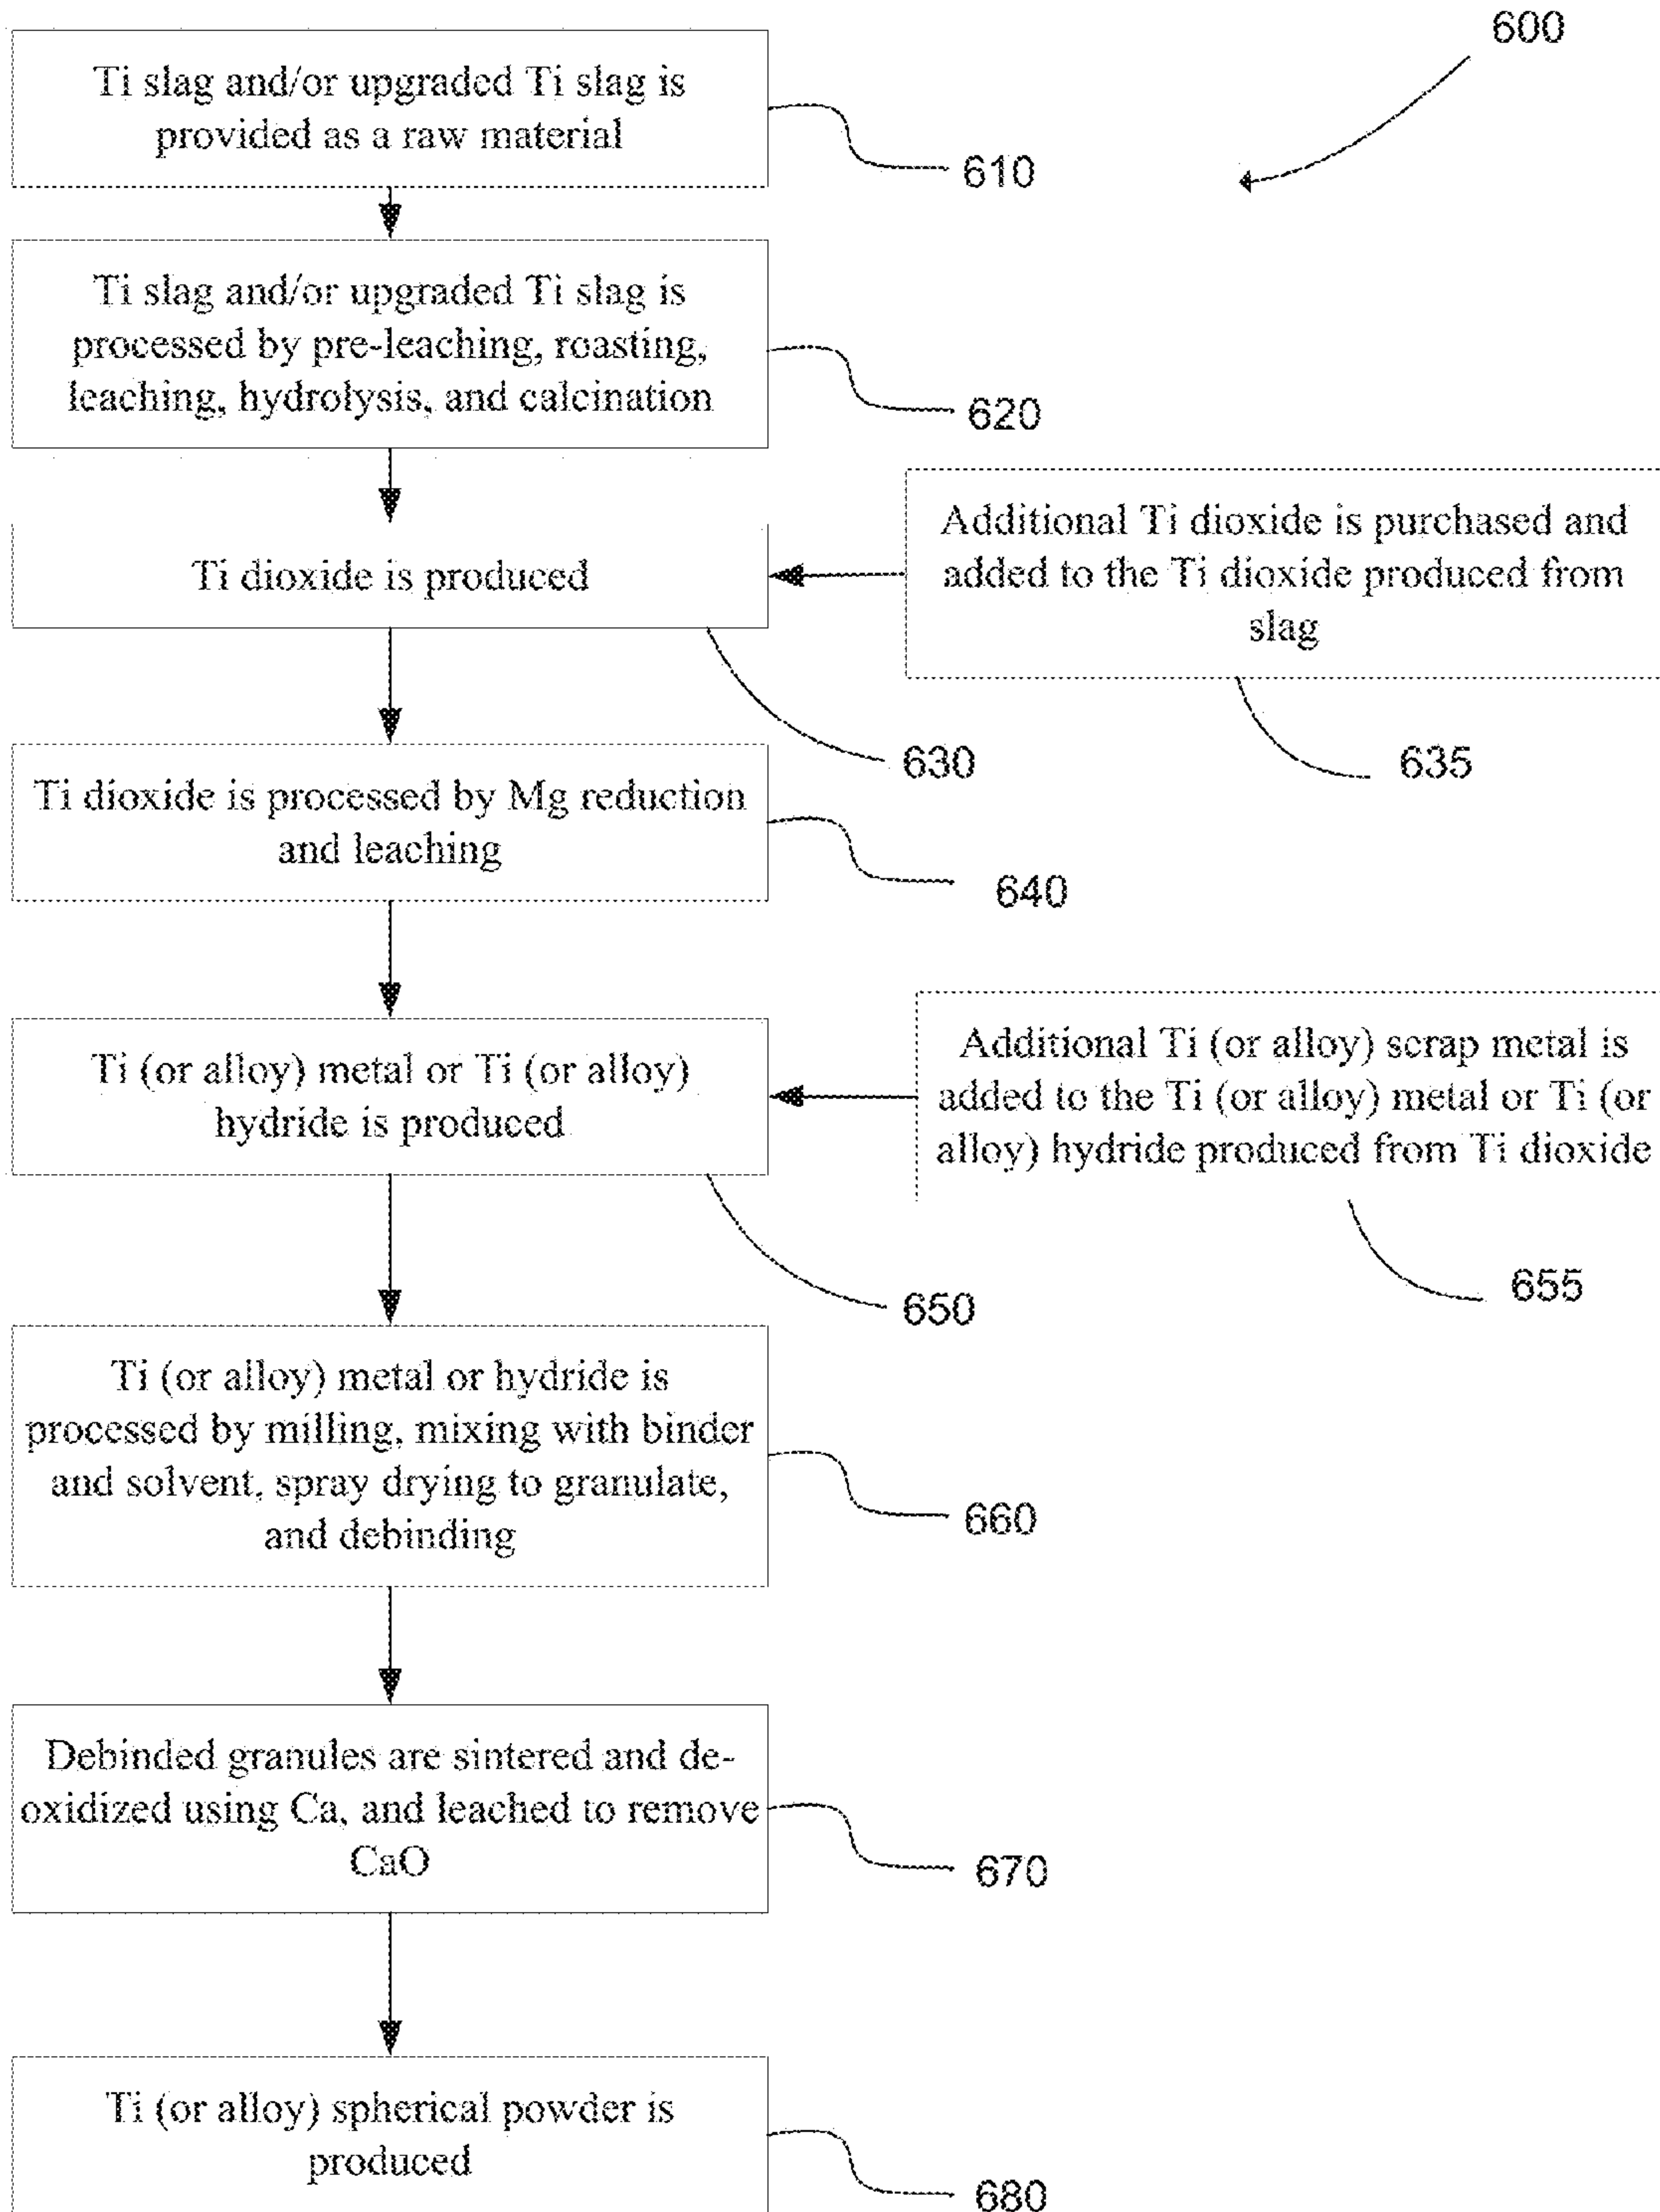 600
Ti slag and/or upgraded Ti slag is
provided as a raw material
610
Ti slag and/or upgraded Ti slag is
processed by pre-leaching, roasting,
leaching, hydrolysis, and calcination
620
Ti dioxide is produced
630
Additional Ti dioxide is purchased and
added to the Ti dioxide produced from
slag
635
Ti dioxide is processed by Mg reduction
and leaching
640
Ti (or alloy) metal or Ti (or alloy)
hydride is produced
650
Additional Ti (or alloy) scrap metal is
added to the Ti (or alloy) metal or Ti (or
alloy) hydride produced from Ti dioxide
655
Ti (or alloy) metal or hydride is
processed by milling, mixing with binder
and solvent, spray drying to granulate,
and debinding
660
Debinded granules are sintered and de-
oxidized using Ca, and leached to remove
CaO
670
Ti (or alloy) spherical powder is
produced
680